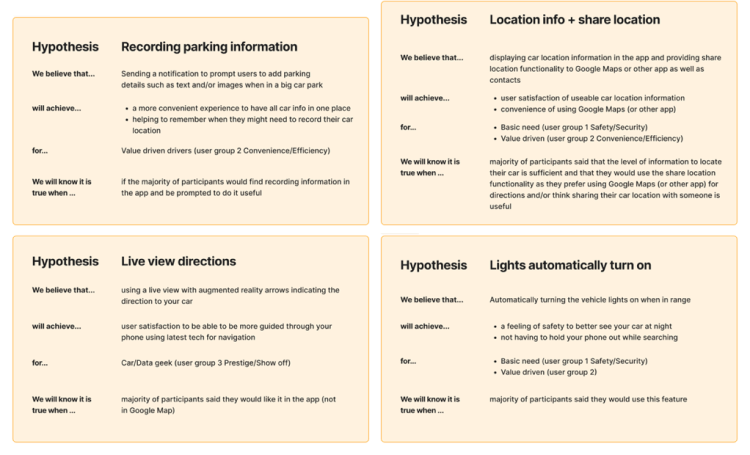 Hypothesis Recording parking information
We believe that... Sending a notification to prompt users to add parking
details such as text and/or images when in a big car park
will achieve... • a more convenient experience to have all car info in one place
• helping to remember when they might need to record their car
location
for... Value driven drivers (user group 2 Convenience/Efficiency)
We will know it is if the majority of participants would find recording information in
true when ... the app and be prompted to do it useful
Hypothesis Location info + share location
We believe that... displaying car location information in the app and providing share
location functionality to Google Maps or other app as well as
contacts
will achieve... • user satisfaction of useable car location information
• convenience of using Google Maps (or other app)
for... • Basic need (user group 1 Safety/Security)
• Value driven (user group 2 Convenience/Efficiency)
We will know it is majority of participants said that the level of information to locate
true when ... their car is sufficient and that they would use the share location
functionality as they prefer using Google Maps (or other app) for
directions and/or think sharing their car location with someone is
useful
Hypothesis Live view directions
We believe that... using a live view with augmented reality arrows indicating the
direction to your car
will achieve... user satisfaction to be able to be more guided through your
phone using latest tech for navigation
for... Car/Data geek (user group 3 Prestige/Show off)
We will know it is majority of participants said they would like it in the app (not
true when ... in Google Map)
Hypothesis Lights automatically turn on
We believe that... Automatically turning the vehicle lights on when in range
will achieve... • a feeling of safety to better see your car at night
• not having to hold your phone out while searching
for... • Basic need (user group 1 Safety/Security)
• Value driven (user group 2)
We will know it is majority of participants said they would use this feature
true when ...